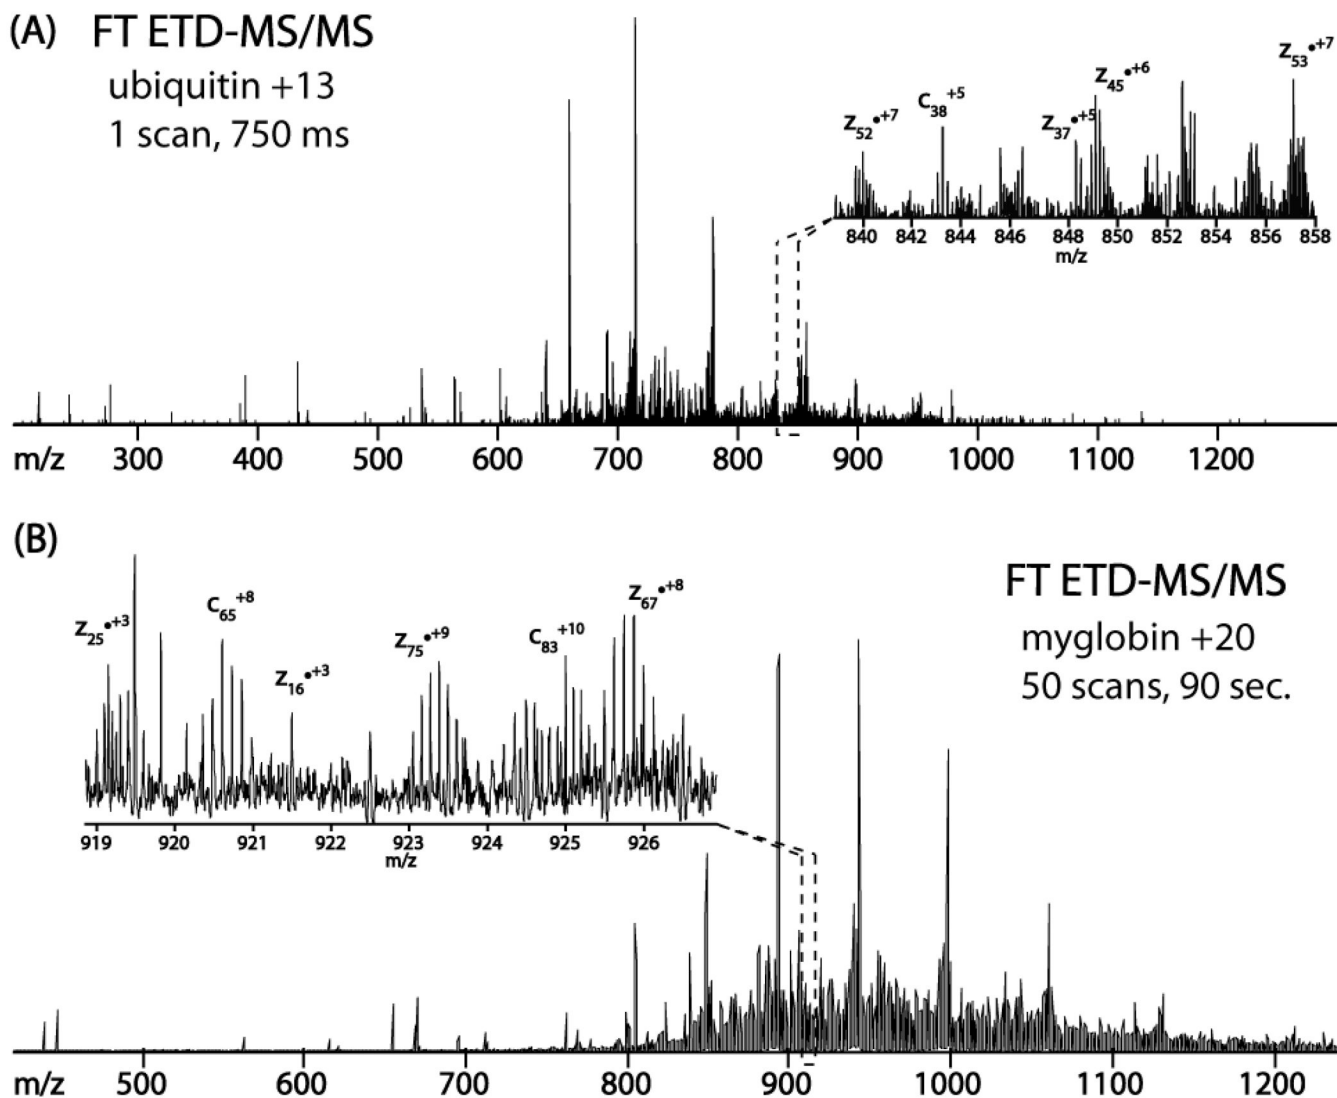 (A) FT ETD-MS/MS
ubiquitin +13
1 scan, 750 ms
Z52•+7 C38+5 Z37•+5 Z45•+6 Z53•+7
840 842 844 846 848 850 852 854 856 858
m/z
m/z 300 400 500 600 700 800 900 1000 1100 1200
(B)
FT ETD-MS/MS
myglobin +20
50 scans, 90 sec.
Z25•+3 C65+8 Z16•+3 Z75•+9 C83+10 Z67•+8
919 920 921 922 923 924 925 926
m/z
m/z 500 600 700 800 900 1000 1100 1200